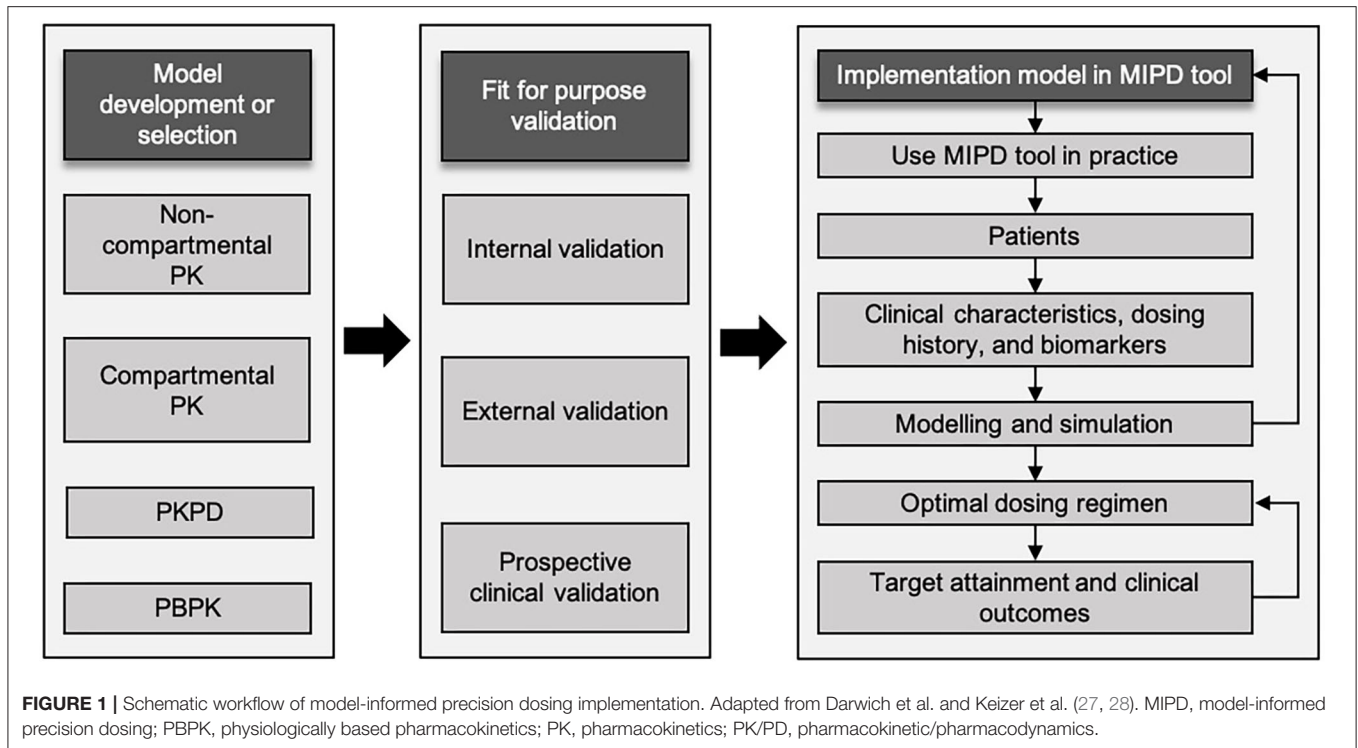 Model
development or
selection
Non-
compartmental
PK
Compartmental
PK
PKPD
PBPK
Fit for purpose
validation
Internal validation
External validation
Prospective
clinical validation
Implementation model in MIPD tool
Use MIPD tool in practice
Patients
Clinical characteristics, dosing
history, and biomarkers
Modelling and simulation
Optimal dosing regimen
Target attainment and clinical
outcomes
FIGURE 1 | Schematic workflow of model-informed precision dosing implementation. Adapted from Darwich et al. and Keizer et al. (27, 28). MIPD, model-informed
precision dosing; PBPK, physiologically based pharmacokinetics; PK, pharmacokinetics; PK/PD, pharmacokinetic/pharmacodynamics.